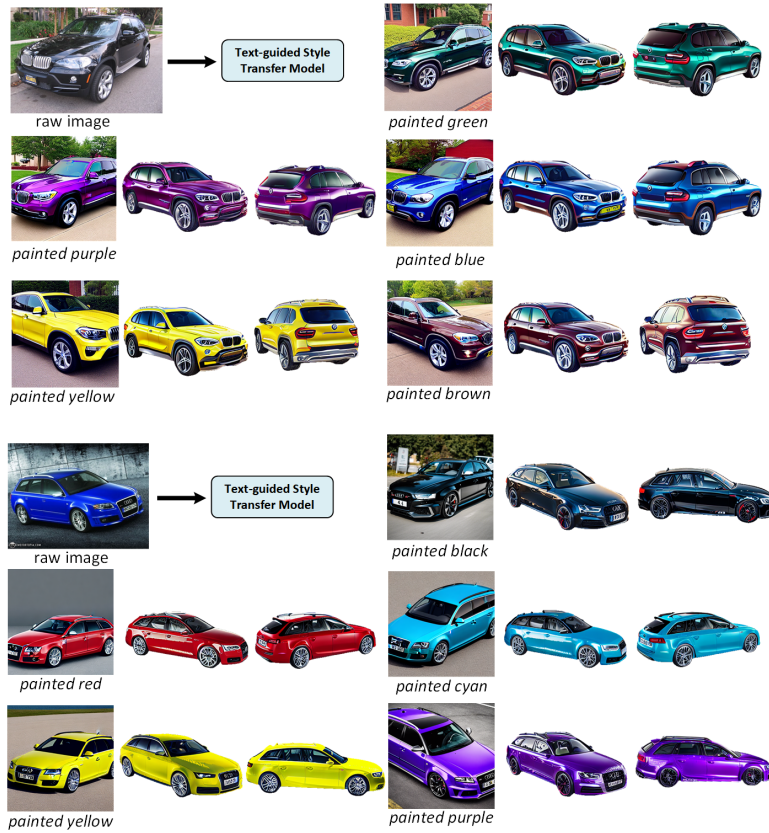 Text-guided Style
Transfer Model
raw image
painted green
painted purple
painted blue
painted yellow
painted brown
Text-guided Style
Transfer Model
raw image
painted black
painted red
painted cyan
painted yellow
painted purple